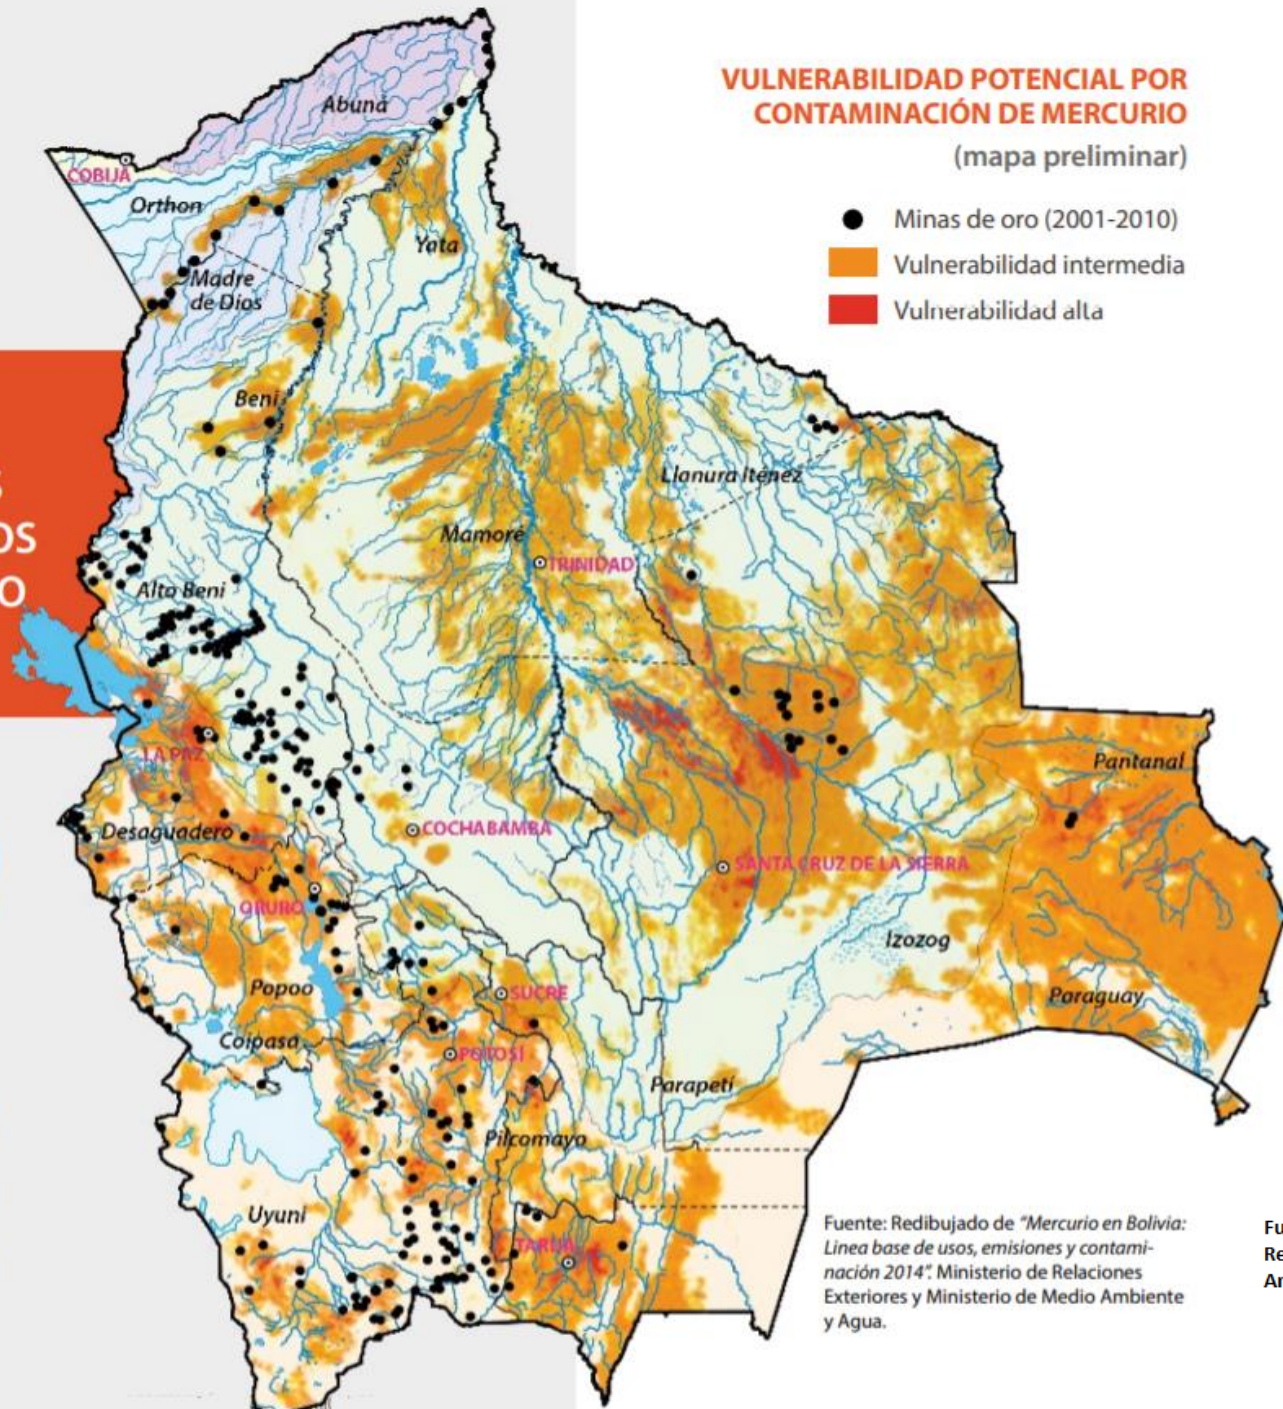 VULNERABILIDAD POTENCIAL POR
CONTAMINACIÓN DE MERCURIO
(mapa preliminar)
Minas de oro (2001-2010)
Vulnerabilidad intermedia
Vulnerabilidad alta
Abuná
COBIJA
Orthon
Yata
Madre
de Dios
Beni
S
OS
O
Llanura Iténez
Mamoré
TRINIDAD
Alto Beni
LA PAZ
Pantanal
Desaguadero
COCHABAMBA
SANTA CRUZ DE LA SIERRA
ORURO
Izozog
Popoo
SUCRE
Paraguay
Coipasa
POTOSÍ
Parapetí
Pilcomayo
Uyuni
TARIJA
Fuente: Redibujado de “Mercurio en Bolivia:
Linea base de usos, emisiones y contami-
nación 2014”. Ministerio de Relaciones
Exteriores y Ministerio de Medio Ambiente
y Agua.
Fu
Re
Ar